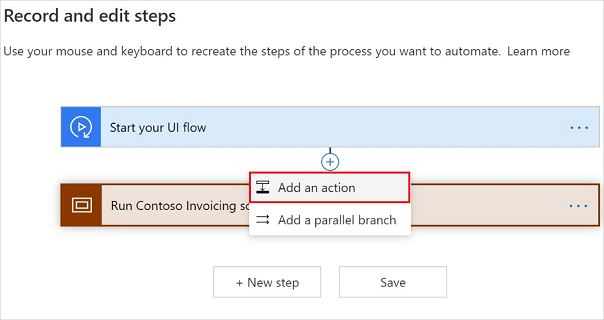 Record and edit steps
Use your mouse and keyboard to recreate the steps of the process you want to automate. Learn more
Start your UI flow
Add an action
Run Contoso Invoicing
Add a parallel branch
+ New step
Save